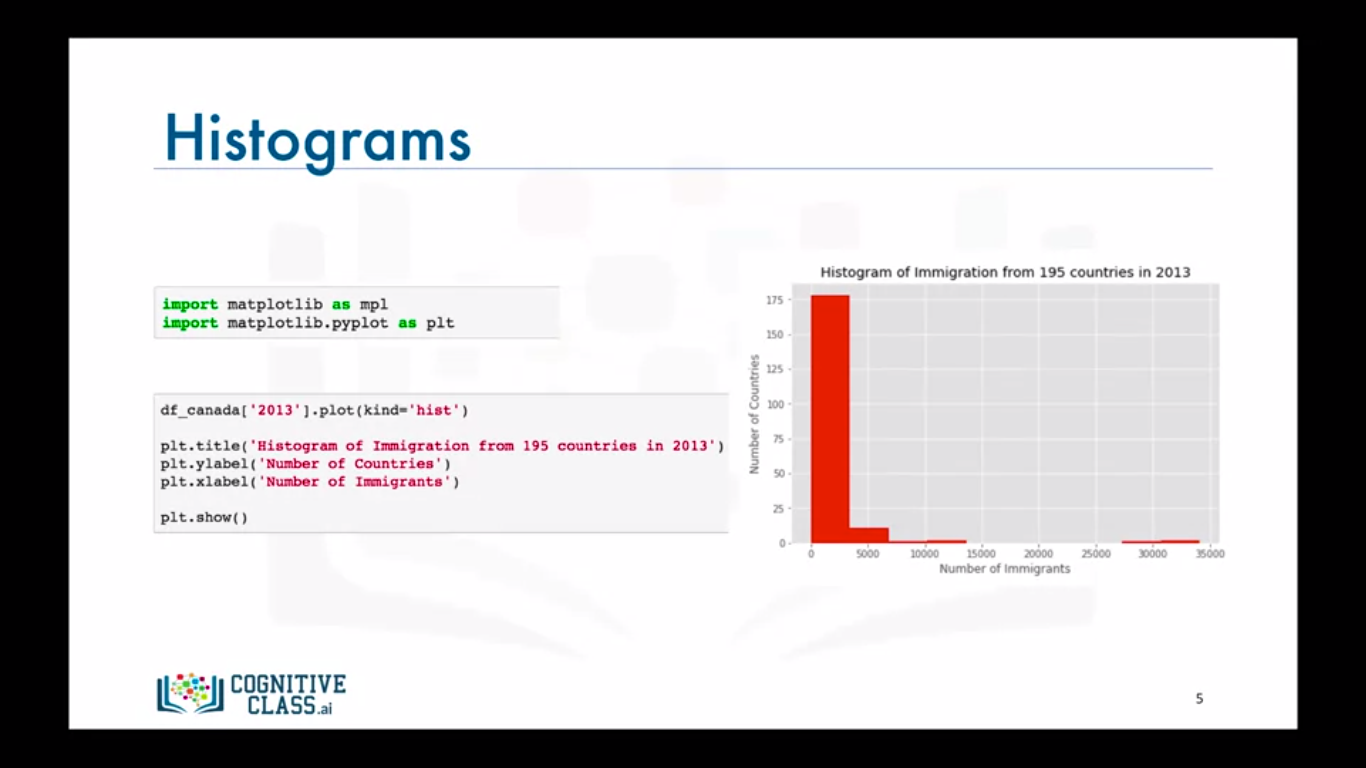 Histograms
import matplotlib as mpl
import matplotlib.pyplot as plt
df_canada['2013'].plot(kind='hist')
plt.title('Histogram of Immigration from 195 countries in 2013')
plt.ylabel('Number of Countries')
plt.xlabel('Number of Immigrants')
plt.show()
Histogram of Immigration from 195 countries in 2013
Number of Countries
175
150
125
100
75
50
25
0
0 5000 10000 15000 20000 25000 30000 35000
Number of Immigrants
COGNITIVE
CLASS.ai
5